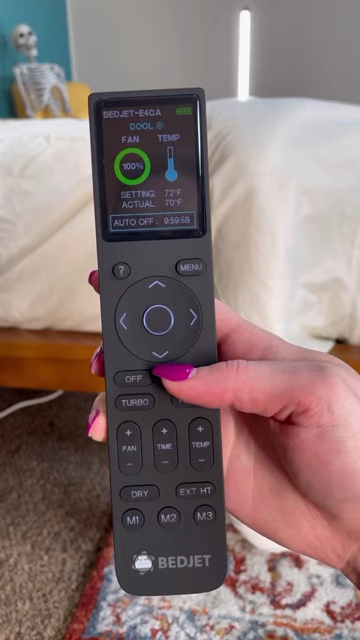 BEDJET-E4CA
COOL
FAN TEMP
100%
SETTING: 72°F
ACTUAL: 70°F
AUTO OFF: 9:59:58
? MENU
OFF
TURBO
+ + +
FAN TIME TEMP
- - -
DRY EXT HT
M1 M2 M3
BEDJET